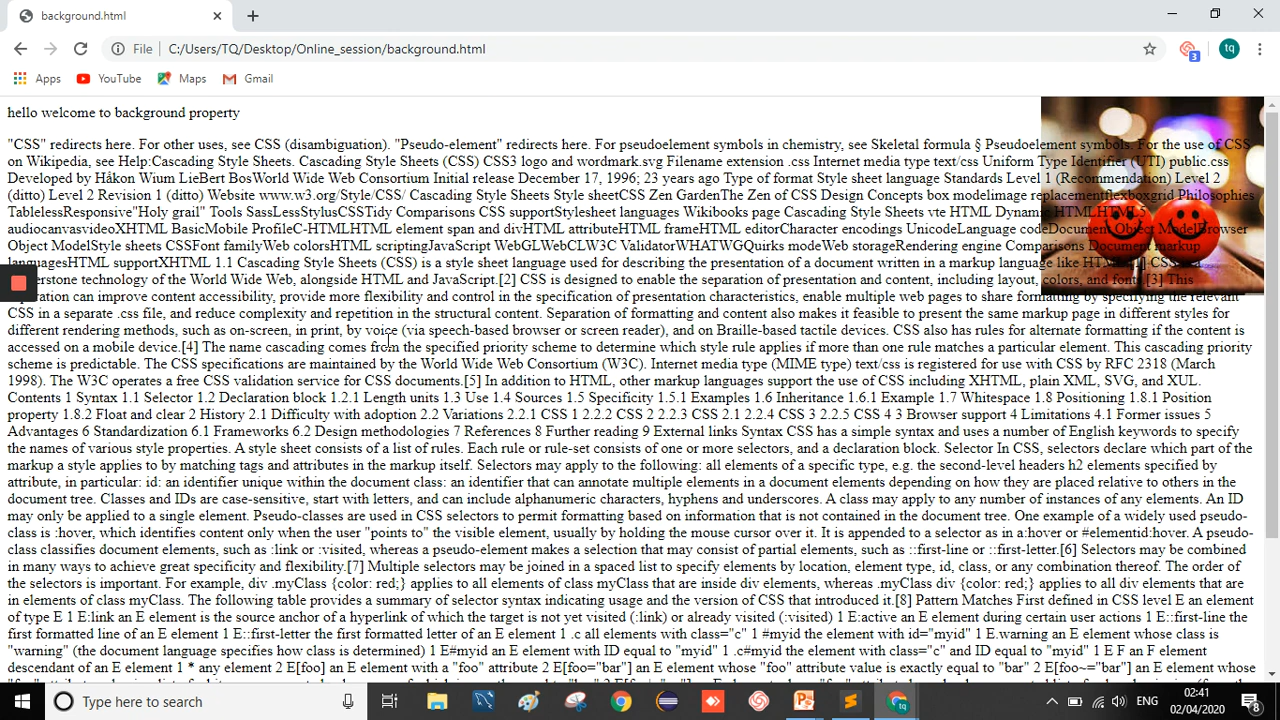 background.html
File C:/Users/TQ/Desktop/Online_session/background.html
tq
3
Apps YouTube Maps Gmail
hello welcome to background property
"CSS" redirects here. For other uses, see CSS (disambiguation). "Pseudo-element" redirects here. For pseudoelement symbols in chemistry, see Skeletal formula § Pseudoelement symbols. For the use of CSS
on Wikipedia, see Help:Cascading Style Sheets. Cascading Style Sheets (CSS) CSS3 logo and wordmark.svg Filename extension .css Internet media type text/css Uniform Type Identifier (UTI) public.css
Developed by Håkon Wium LieBert BosWorld Wide Web Consortium Initial release December 17, 1996; 23 years ago Type of format Style sheet language Standards Level 1 (Recommendation) Level 2
(ditto) Level 2 Revision 1 (ditto) Website www.w3.org/Style/CSS/ Cascading Style Sheets Style sheetCSS Zen GardenThe Zen of CSS Design Concepts box modelimage replacementflexboxgrid Philosophies
TablelessResponsive"Holy grail" Tools SassLessStylusCSSTidy Comparisons CSS supportStylesheet languages Wikibooks page Cascading Style Sheets vte HTML Dynamic HTMLHTML5
audiocanvasvideoXHTML BasicMobile ProfileC-HTMLHTML element span and divHTML attributeHTML frameHTML editorCharacter encodings UnicodeLanguage codeDocument Object ModelBrowser
Object ModelStyle sheets CSSFont familyWeb colorsHTML scriptingJavaScript WebGLWebCLW3C ValidatorWHATWGQuirks modeWeb storageRendering engine Comparisons Document markup
languagesHTML supportXHTML 1.1 Cascading Style Sheets (CSS) is a style sheet language used for describing the presentation of a document written in a markup language like HTML.[1] CSS is a
erstone technology of the World Wide Web, alongside HTML and JavaScript.[2] CSS is designed to enable the separation of presentation and content, including layout, colors, and fonts.[3] This
aration can improve content accessibility, provide more flexibility and control in the specification of presentation characteristics, enable multiple web pages to share formatting by specifying the relevant
CSS in a separate .css file, and reduce complexity and repetition in the structural content. Separation of formatting and content also makes it feasible to present the same markup page in different styles for
different rendering methods, such as on-screen, in print, by voice (via speech-based browser or screen reader), and on Braille-based tactile devices. CSS also has rules for alternate formatting if the content is
accessed on a mobile device.[4] The name cascading comes from the specified priority scheme to determine which style rule applies if more than one rule matches a particular element. This cascading priority
scheme is predictable. The CSS specifications are maintained by the World Wide Web Consortium (W3C). Internet media type (MIME type) text/css is registered for use with CSS by RFC 2318 (March
1998). The W3C operates a free CSS validation service for CSS documents.[5] In addition to HTML, other markup languages support the use of CSS including XHTML, plain XML, SVG, and XUL.
Contents 1 Syntax 1.1 Selector 1.2 Declaration block 1.2.1 Length units 1.3 Use 1.4 Sources 1.5 Specificity 1.5.1 Examples 1.6 Inheritance 1.6.1 Example 1.7 Whitespace 1.8 Positioning 1.8.1 Position
property 1.8.2 Float and clear 2 History 2.1 Difficulty with adoption 2.2 Variations 2.2.1 CSS 1 2.2.2 CSS 2 2.2.3 CSS 2.1 2.2.4 CSS 3 2.2.5 CSS 4 3 Browser support 4 Limitations 4.1 Former issues 5
Advantages 6 Standardization 6.1 Frameworks 6.2 Design methodologies 7 References 8 Further reading 9 External links Syntax CSS has a simple syntax and uses a number of English keywords to specify
the names of various style properties. A style sheet consists of a list of rules. Each rule or rule-set consists of one or more selectors, and a declaration block. Selector In CSS, selectors declare which part of the
markup a style applies to by matching tags and attributes in the markup itself. Selectors may apply to the following: all elements of a specific type, e.g. the second-level headers h2 elements specified by
attribute, in particular: id: an identifier unique within the document class: an identifier that can annotate multiple elements in a document elements depending on how they are placed relative to others in the
document tree. Classes and IDs are case-sensitive, start with letters, and can include alphanumeric characters, hyphens and underscores. A class may apply to any number of instances of any elements. An ID
may only be applied to a single element. Pseudo-classes are used in CSS selectors to permit formatting based on information that is not contained in the document tree. One example of a widely used pseudo-
class is :hover, which identifies content only when the user "points to" the visible element, usually by holding the mouse cursor over it. It is appended to a selector as in a:hover or #elementid:hover. A pseudo-
class classifies document elements, such as :link or :visited, whereas a pseudo-element makes a selection that may consist of partial elements, such as ::first-line or ::first-letter.[6] Selectors may be combined
in many ways to achieve great specificity and flexibility.[7] Multiple selectors may be joined in a spaced list to specify elements by location, element type, id, class, or any combination thereof. The order of
the selectors is important. For example, div .myClass {color: red;} applies to all elements of class myClass that are inside div elements, whereas .myClass div {color: red;} applies to all div elements that are
in elements of class myClass. The following table provides a summary of selector syntax indicating usage and the version of CSS that introduced it.[8] Pattern Matches First defined in CSS level E an element
of type E 1 E:link an E element is the source anchor of a hyperlink of which the target is not yet visited (:link) or already visited (:visited) 1 E:active an E element during certain user actions 1 E::first-line the
first formatted line of an E element 1 E::first-letter the first formatted letter of an E element 1 .c all elements with class="c" 1 #myid the element with id="myid" 1 E.warning an E element whose class is
"warning" (the document language specifies how class is determined) 1 E#myid an E element with ID equal to "myid" 1 .c#myid the element with class="c" and ID equal to "myid" 1 E F an F element
descendant of an E element 1 * any element 2 E[foo] an E element with a "foo" attribute 2 E[foo="bar"] an E element whose "foo" attribute value is exactly equal to "bar" 2 E[foo~="bar"] an E element whose
Type here to search
ENG
02:41
02/04/2020
8